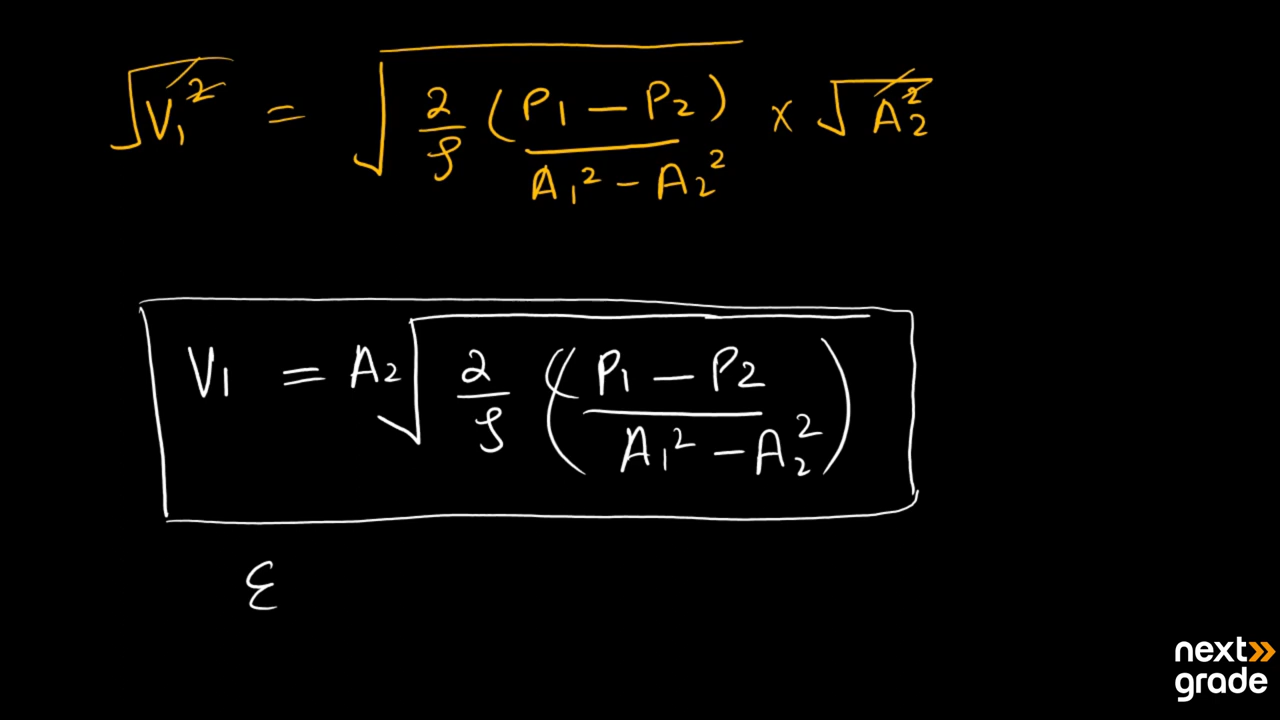 √V₁² = √(2/ρ (P₁ − P₂)/(A₁² − A₂²)) × √A₂²
V₁ = A₂ √(2/ρ ((P₁ − P₂)/(A₁² − A₂²)))
ε
next»
grade